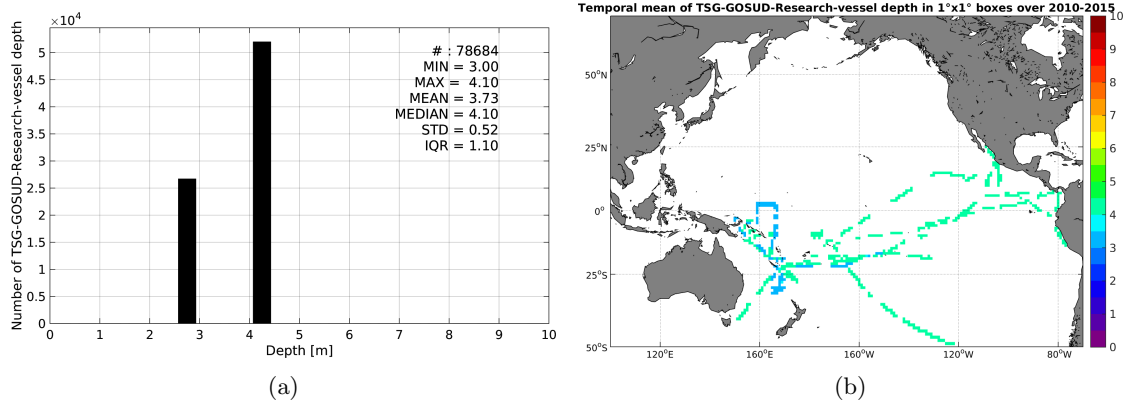 ×10⁴
Number of TSG-GOSUD-Research-vessel depth
5
4.5
4
3.5
3
2.5
2
1.5
1
0.5
0
# : 78684
MIN = 3.00
MAX = 4.10
MEAN = 3.73
MEDIAN = 4.10
STD = 0.52
IQR = 1.10
0 1 2 3 4 5 6 7 8 9 10
Depth [m]
(a)
Temporal mean of TSG-GOSUD-Research-vessel depth in 1°x1° boxes over 2010-2015
50°N
25°N
0°
25°S
50°S
120°E 160°E 160°W 120°W 80°W
10
9
8
7
6
5
4
3
2
1
0
(b)